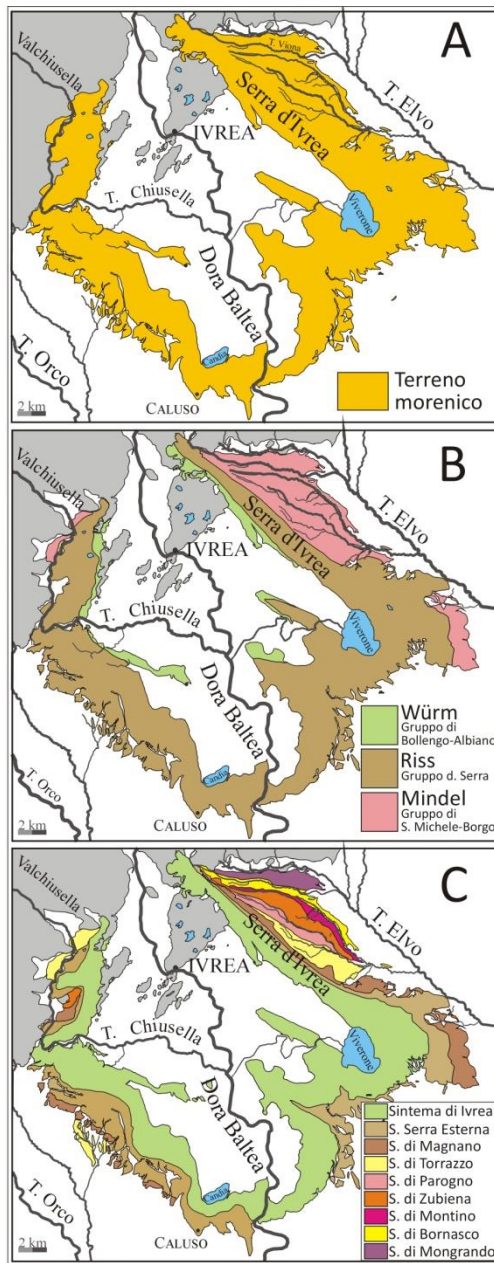 A
Valchiusella
T. Viona
T. Elvo
Serra d'Ivrea
IVREA
T. Chiusella
Viverone
Dora Baltea
T. Orco
Candia
CALUSO
2 km
Terreno
morenico
B
Valchiusella
T. Elvo
Serra d'Ivrea
IVREA
T. Chiusella
Viverone
Dora Baltea
T. Orco
Candia
CALUSO
2 km
Würm
Gruppo di
Bollengo-Albiano
Riss
Gruppo d. Serra
Mindel
Gruppo di
S. Michele-Borgo
C
Valchiusella
T. Elvo
Serra d'Ivrea
IVREA
T. Chiusella
Viverone
Dora Baltea
T. Orco
Candia
CALUSO
2 km
Sintema di Ivrea
S. Serra Esterna
S. di Magnano
S. di Torrazzo
S. di Parogno
S. di Zubiena
S. di Montino
S. di Bornasco
S. di Mongrando